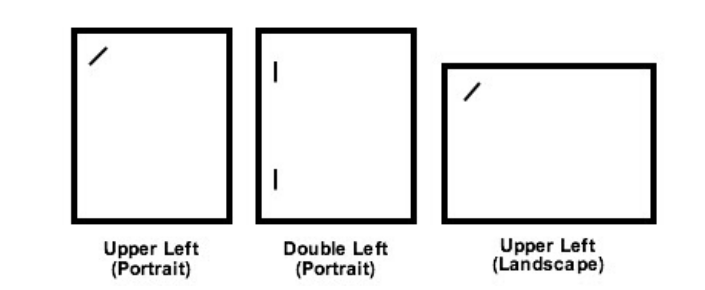 Upper Left
(Portrait)
Double Left
(Portrait)
Upper Left
(Landscape)